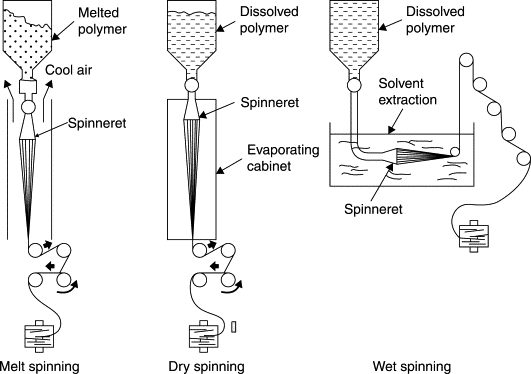 Melted
polymer
Cool air
Spinneret
Melt spinning
Dissolved
polymer
Spinneret
Evaporating
cabinet
Dry spinning
Dissolved
polymer
Solvent
extraction
Spinneret
Wet spinning